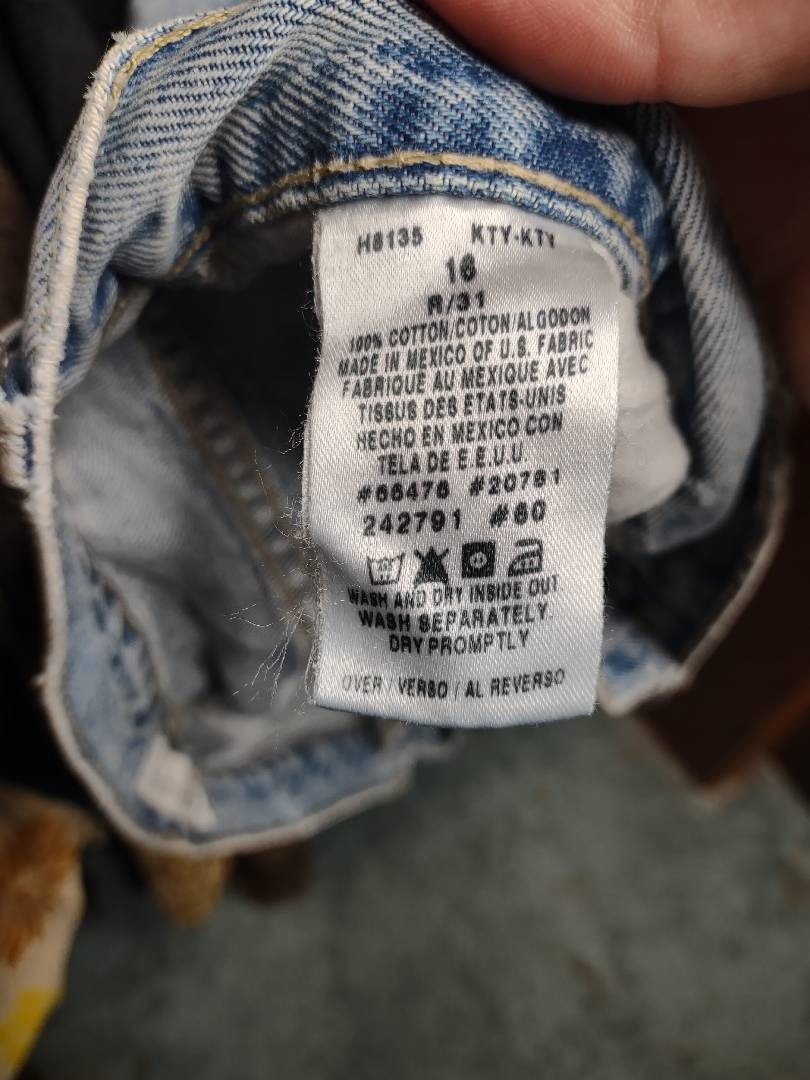 H8135 KTY-KTY
16
R/31
100% COTTON/COTON/ALGODON
MADE IN MEXICO OF U.S. FABRIC
FABRIQUE AU MEXIQUE AVEC
TISSUS DES ETATS-UNIS
HECHO EN MEXICO CON
TELA DE E.E.U.U.
#66476 #20781
242791 #60
WASH AND DRY INSIDE OUT
WASH SEPARATELY.
DRY PROMPTLY
OVER / VERSO / AL REVERSO